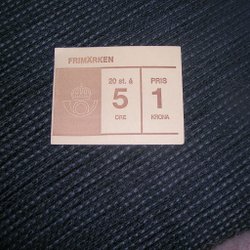 FRIMÄRKEN
20 st. á PRIS
5 1
ÖRE KRONA